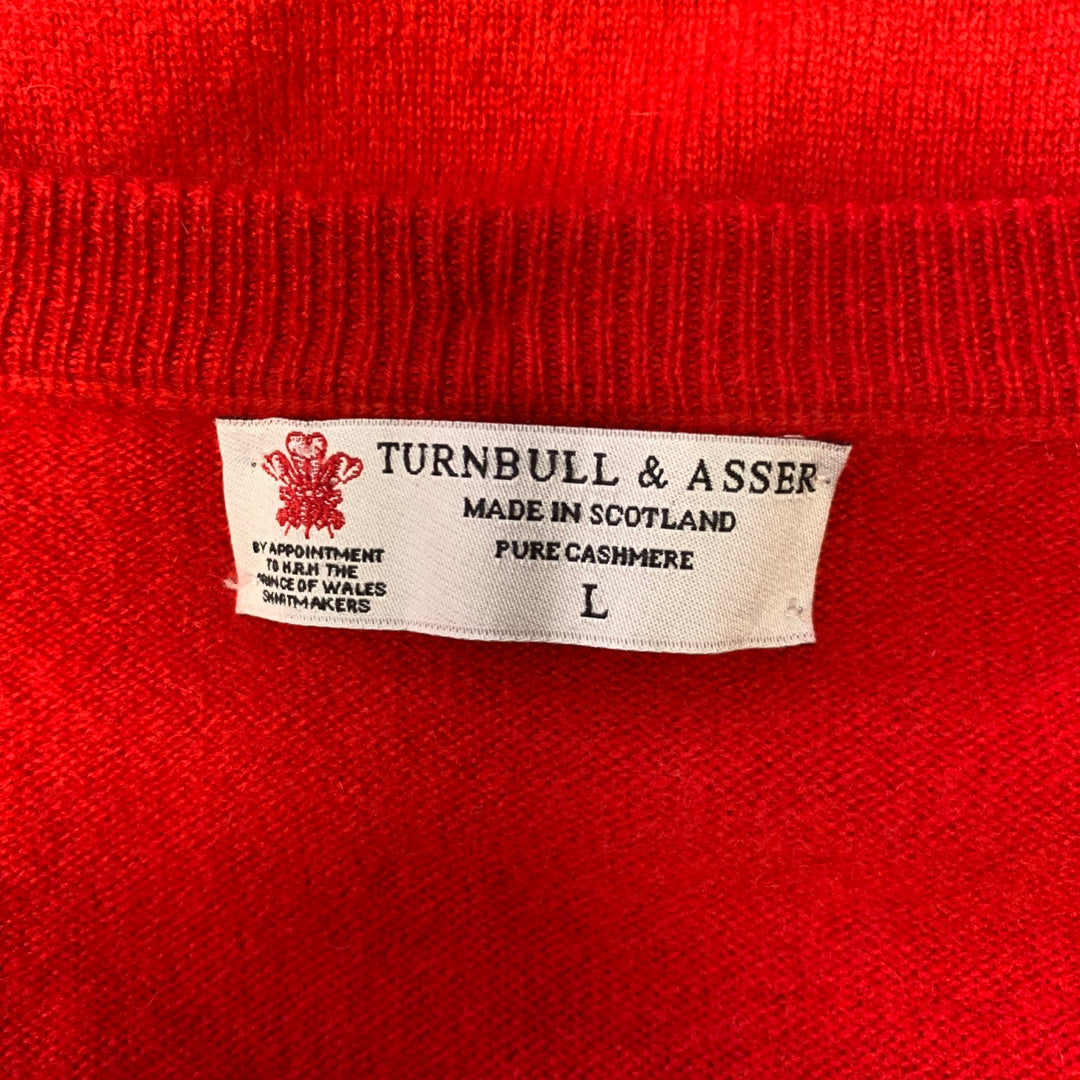 TURNBULL & ASSER
MADE IN SCOTLAND
PURE CASHMERE
L
BY APPOINTMENT
TO H.R.H THE
PRINCE OF WALES
SHIRTMAKERS